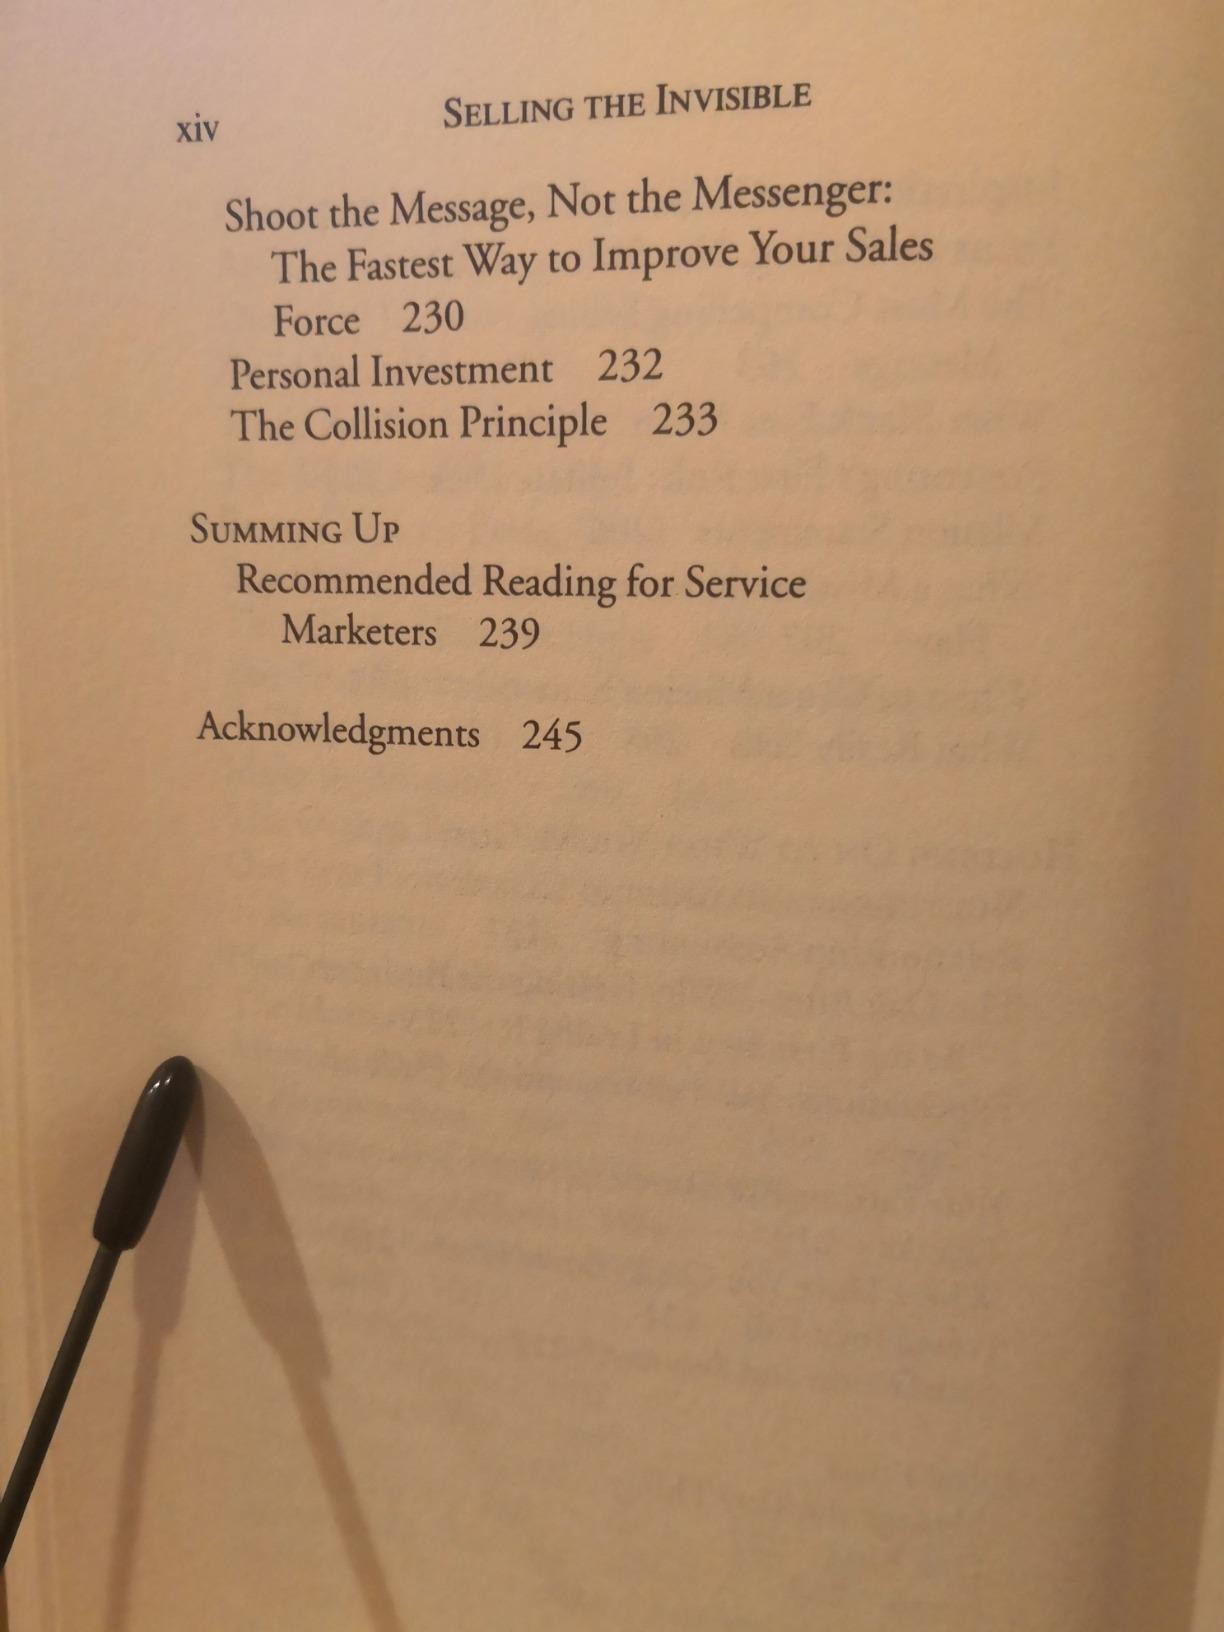 xiv SELLING THE INVISIBLE
Shoot the Message, Not the Messenger:
The Fastest Way to Improve Your Sales
Force 230
Personal Investment 232
The Collision Principle 233
SUMMING UP
Recommended Reading for Service
Marketers 239
Acknowledgments 245